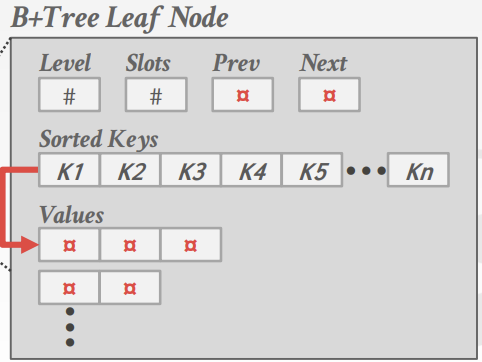 B+Tree Leaf Node
Level Slots Prev Next
# # ¤ ¤
Sorted Keys
K1 K2 K3 K4 K5 ••• Kn
Values
¤ ¤ ¤
¤ ¤